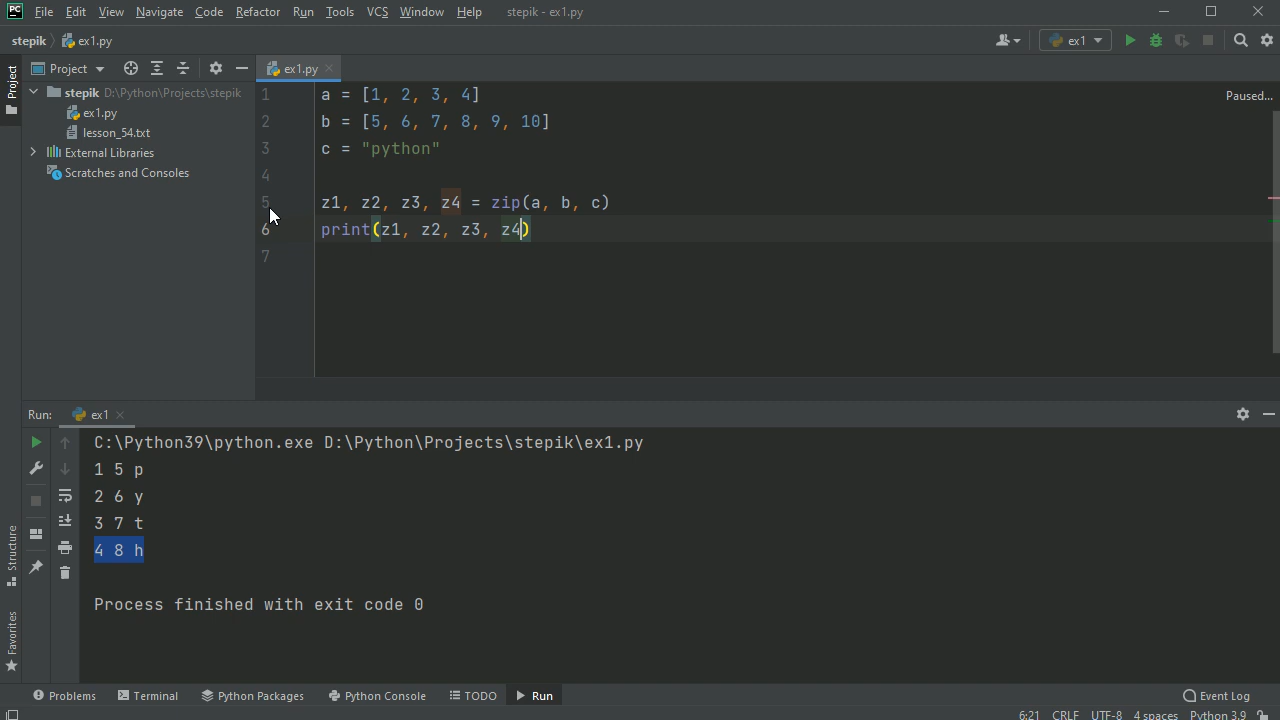 PC File Edit View Navigate Code Refactor Run Tools VCS Window Help stepik - ex1.py
stepik ex1.py ex1
Project ex1.py
Project
stepik D:\Python\Projects\stepik
ex1.py
lesson_54.txt
External Libraries
Scratches and Consoles
Paused...
1 a = [1, 2, 3, 4]
2 b = [5, 6, 7, 8, 9, 10]
3 c = "python"
4
5 z1, z2, z3, z4 = zip(a, b, c)
6 print(z1, z2, z3, z4)
7
Run: ex1
C:\Python39\python.exe D:\Python\Projects\stepik\ex1.py
1 5 p
2 6 y
3 7 t
4 8 h
Process finished with exit code 0
Structure
Favorites
Problems Terminal Python Packages Python Console TODO Run Event Log
6:21 CRLF UTF-8 4 spaces Python 3.9